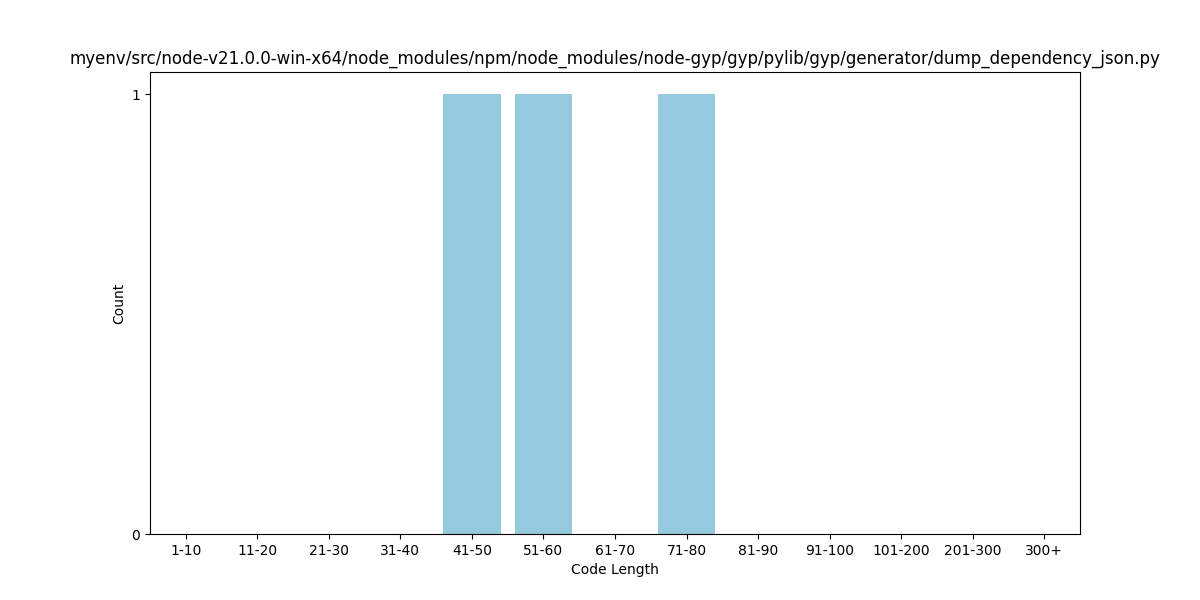 myenv/src/node-v21.0.0-win-x64/node_modules/npm/node_modules/node-gyp/gyp/pylib/gyp/generator/dump_dependency_json.py
1
Count
0
1-10 11-20 21-30 31-40 41-50 51-60 61-70 71-80 81-90 91-100 101-200 201-300 300+
Code Length